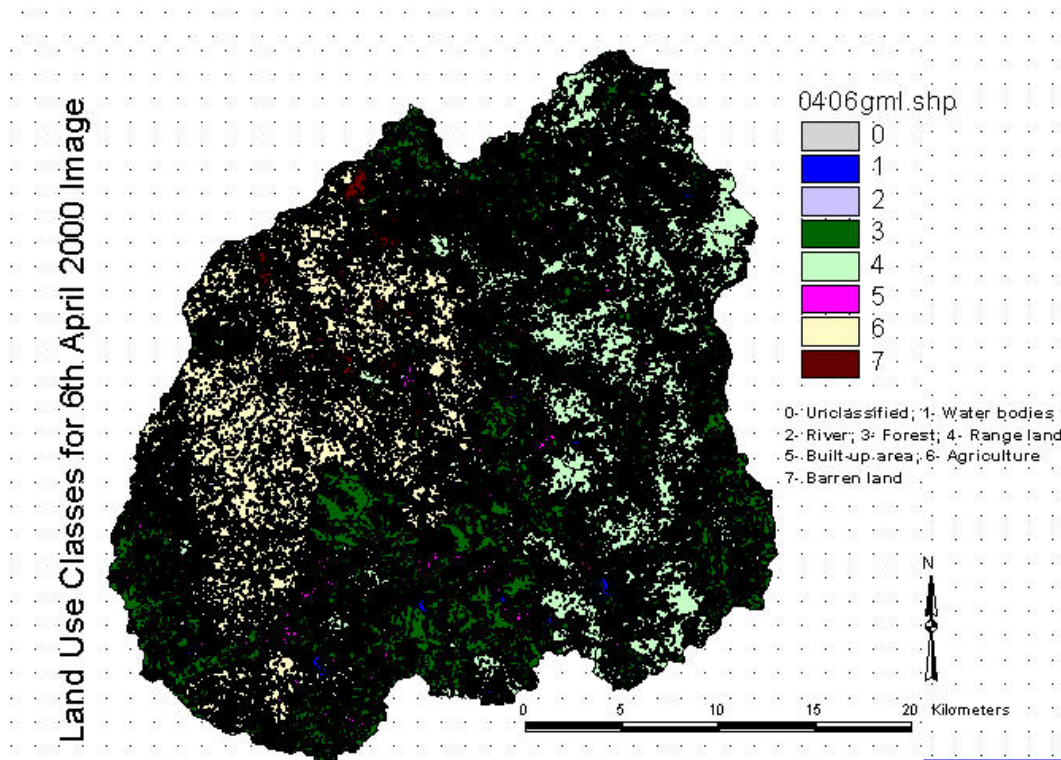 Land Use Classes for 6th April 2000 Image
0406gml.shp
0
1
2
3
4
5
6
7
0- Unclassified; 1- Water bodies
2- River; 3- Forest; 4- Range land
5- Built-up area; 6- Agriculture
7- Barren land
N
0 5 10 15 20 Kilometers